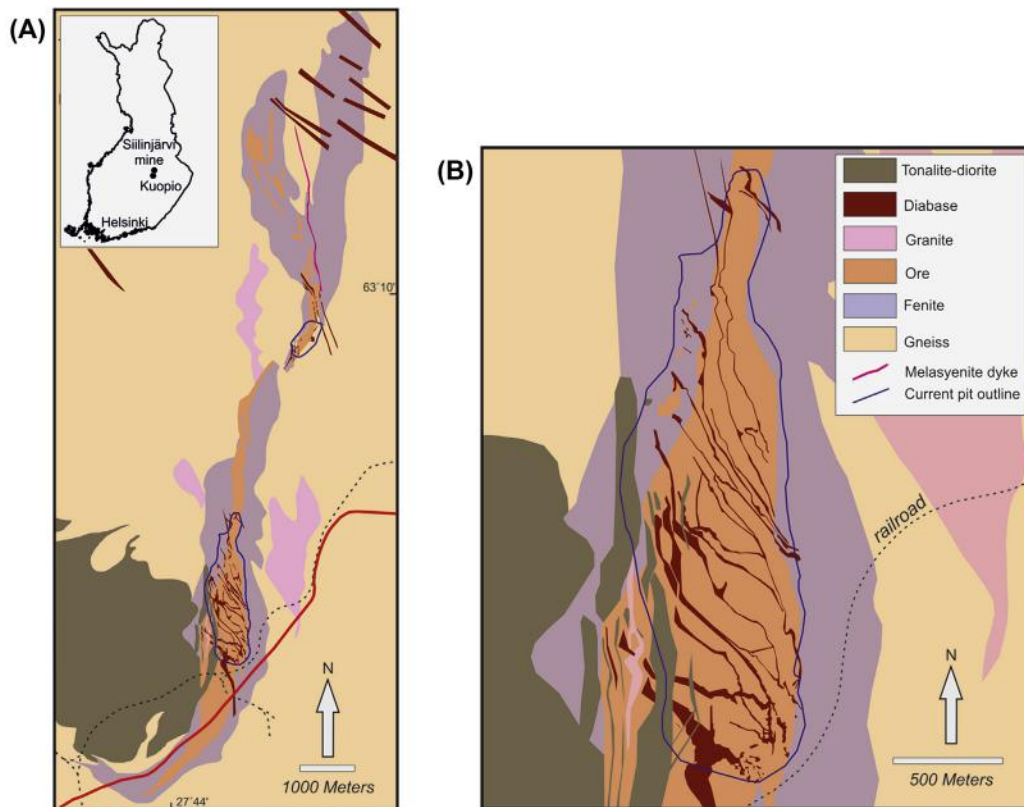 (A)
Siilinjärvi
mine
Kuopio
Helsinki
63°10'
N
1000 Meters
27°44'
(B)
Tonalite-diorite
Diabase
Granite
Ore
Fenite
Gneiss
Melasyenite dyke
Current pit outline
railroad
N
500 Meters